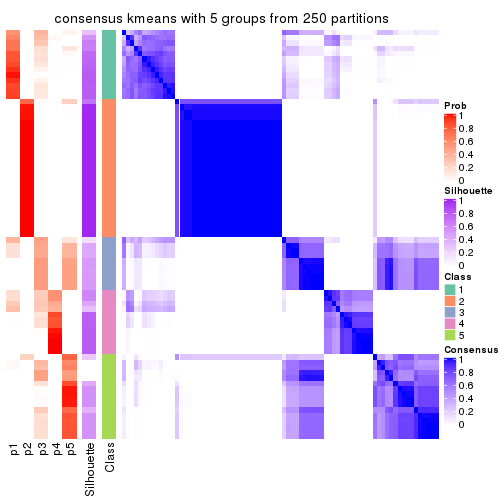 consensus kmeans with 5 groups from 250 partitions
Prob
1
0.8
0.6
0.4
0.2
0
Silhouette
1
0.8
0.6
0.4
0.2
0
Class
1
2
3
4
5
Consensus
1
0.8
0.6
0.4
0.2
0
p1
p2
p3
p4
p5
Silhouette
Class